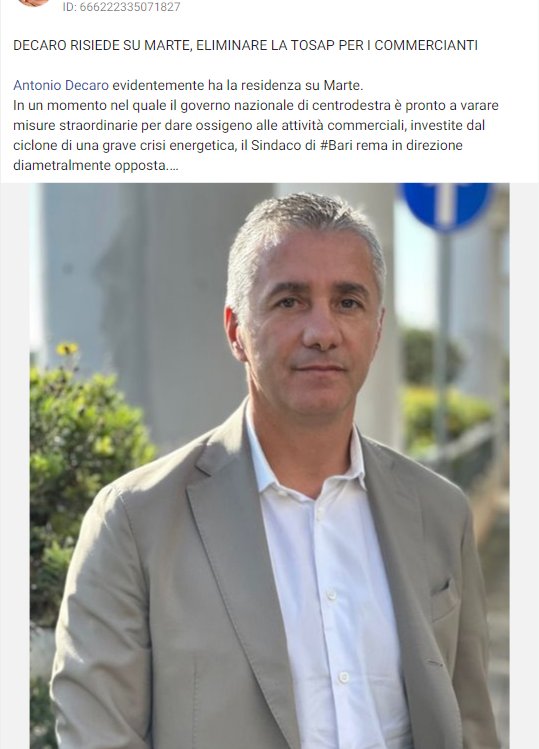 ID: 666222335071827
DECARO RISIEDE SU MARTE, ELIMINARE LA TOSAP PER I COMMERCIANTI
Antonio Decaro evidentemente ha la residenza su Marte.
In un momento nel quale il governo nazionale di centrodestra è pronto a varare
misure straordinarie per dare ossigeno alle attività commerciali, investite dal
ciclone di una grave crisi energetica, il Sindaco di #Bari rema in direzione
diametralmente opposta....